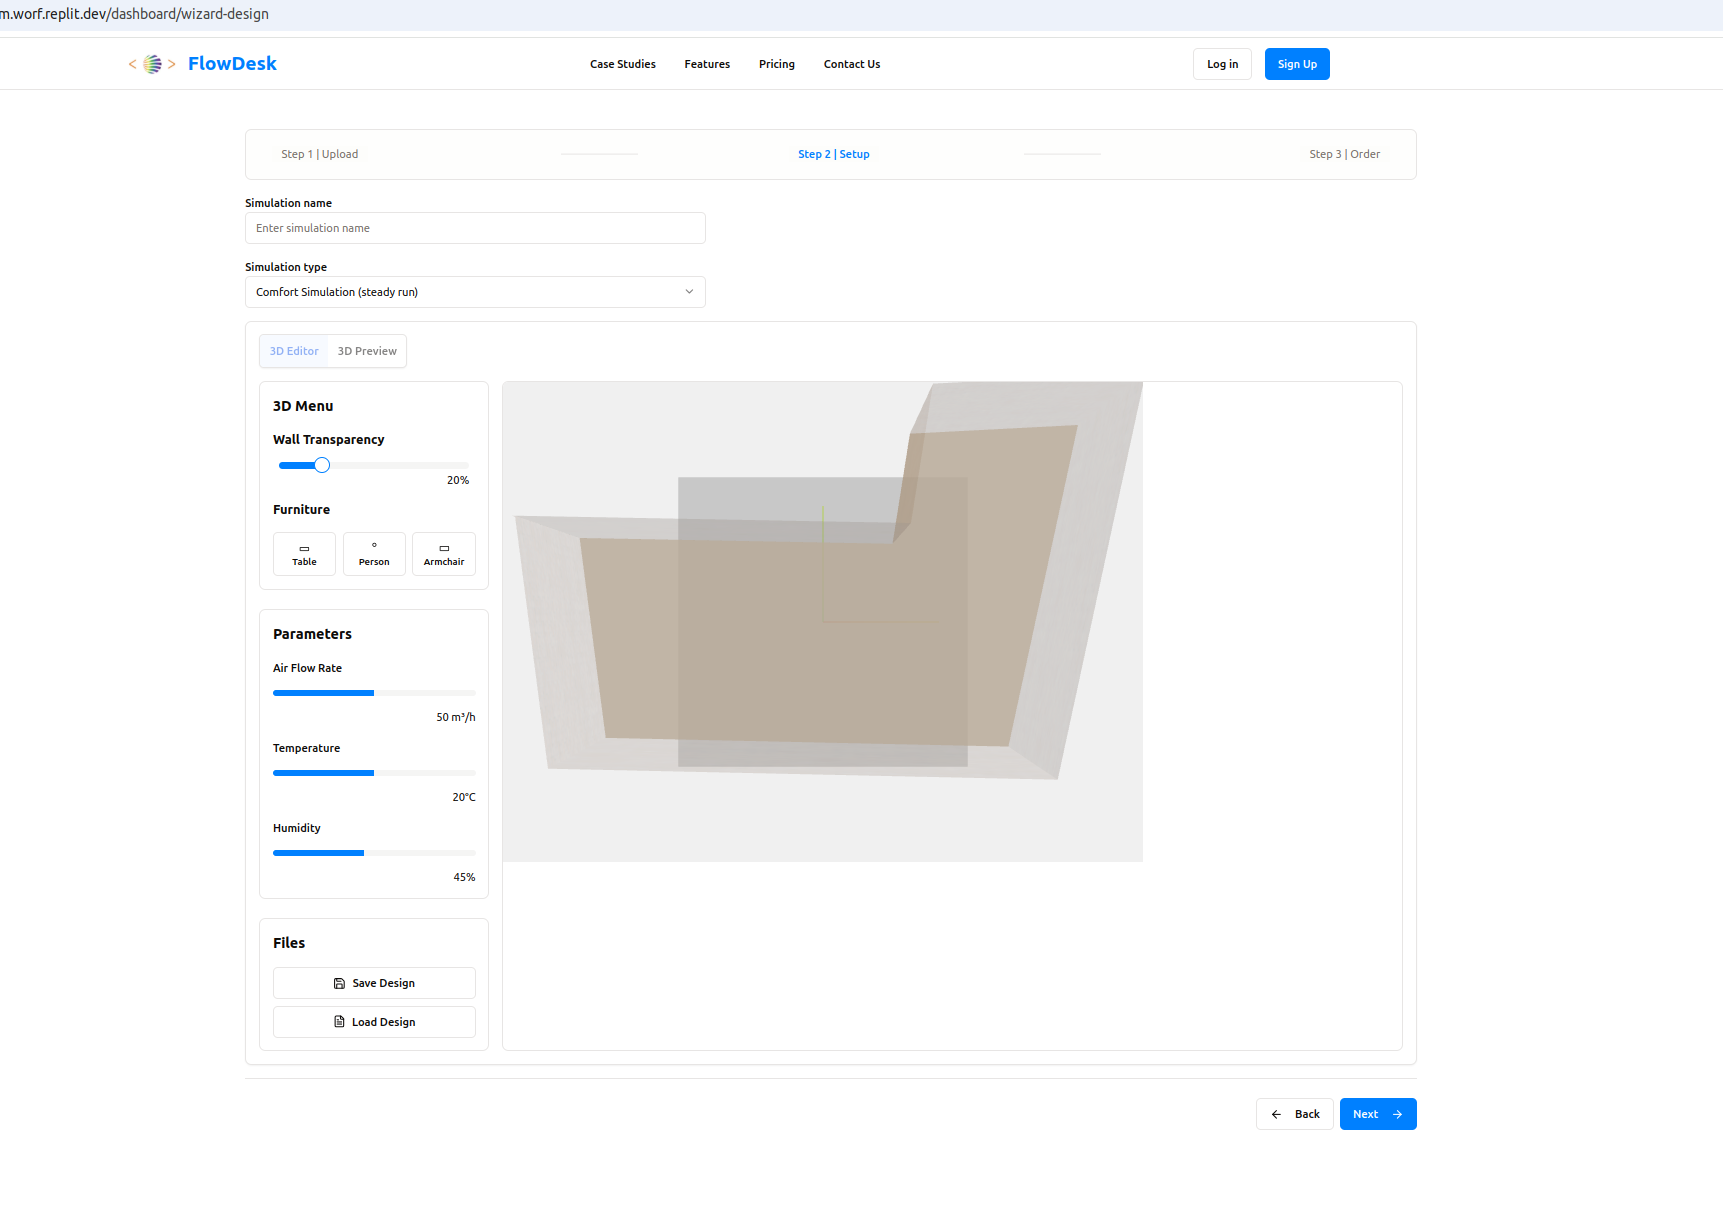 m.worf.replit.dev/dashboard/wizard-design
< > FlowDesk
Case Studies
Features
Pricing
Contact Us
Log in
Sign Up
Step 1 | Upload
Step 2 | Setup
Step 3 | Order
Simulation name
Enter simulation name
Simulation type
Comfort Simulation (steady run)
3D Editor
3D Preview
3D Menu
Wall Transparency
20%
Furniture
Table
Person
Armchair
Parameters
Air Flow Rate
50 m³/h
Temperature
20°C
Humidity
45%
Files
Save Design
Load Design
Back
Next